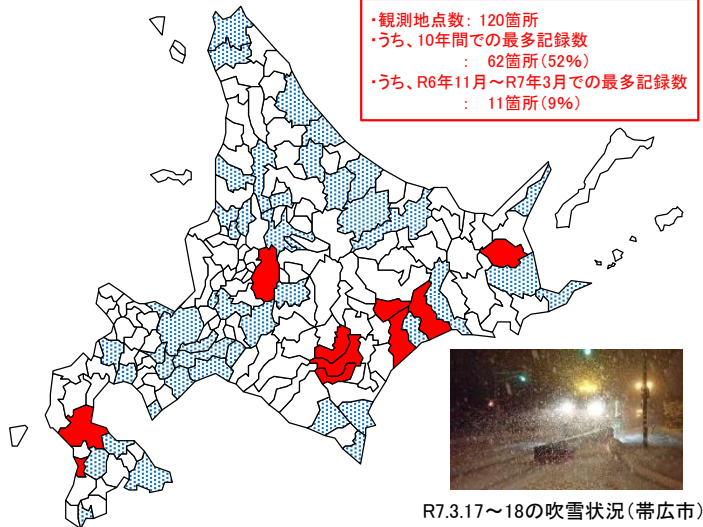 ・観測地点数: 120箇所
・うち、10年間での最多記録数
: 62箇所(52%)
・うち、R6年11月～R7年3月での最多記録数
: 11箇所(9%)
R7.3.17～18の吹雪状況(帯広市)